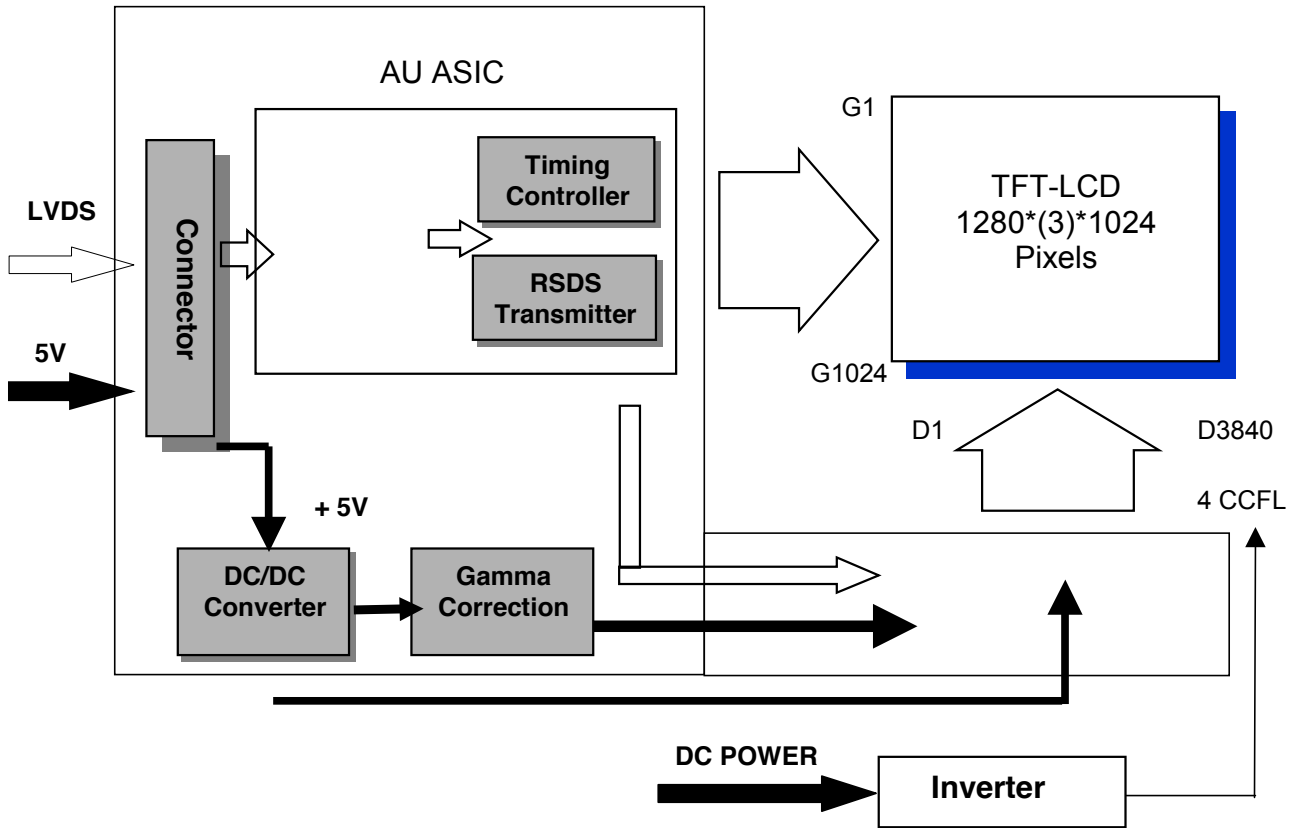 AU ASIC
G1
Timing
Controller
TFT-LCD
1280*(3)*1024
Pixels
LVDS
Connector
RSDS
Transmitter
5V
G1024
D1
D3840
+ 5V
4 CCFL
DC/DC
Converter
Gamma
Correction
DC POWER
Inverter